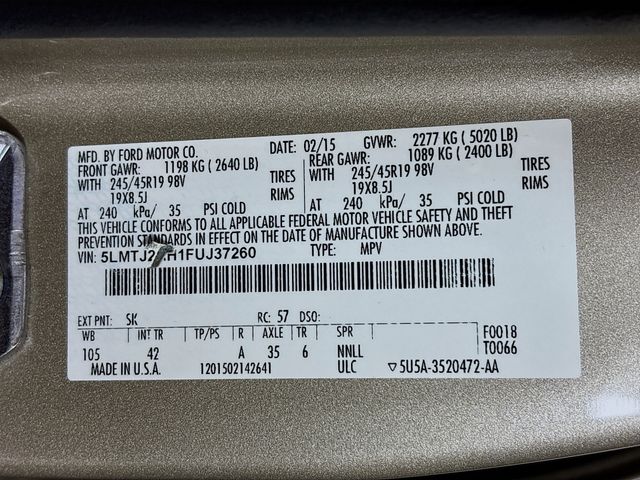 MFD. BY FORD MOTOR CO. DATE: 02/15 GVWR: 2277 KG ( 5020 LB)
FRONT GAWR: 1198 KG ( 2640 LB) REAR GAWR: 1089 KG ( 2400 LB)
WITH 245/45R19 98V TIRES WITH 245/45R19 98V TIRES
19X8.5J RIMS 19X8.5J RIMS
AT 240 kPa/ 35 PSI COLD AT 240 kPa/ 35 PSI COLD
THIS VEHICLE CONFORMS TO ALL APPLICABLE FEDERAL MOTOR VEHICLE SAFETY AND THEFT
PREVENTION STANDARDS IN EFFECT ON THE DATE OF MANUFACTURE SHOWN ABOVE.
VIN: TYPE: MPV
EXT PNT: SK RC: 57 DSO:
WB INT TR TP/PS R AXLE TR SPR F0018
105 42 A 35 6 NNLL T0066
MADE IN U.S.A. 1201502142641 ULC ▽5U5A-3520472-AA